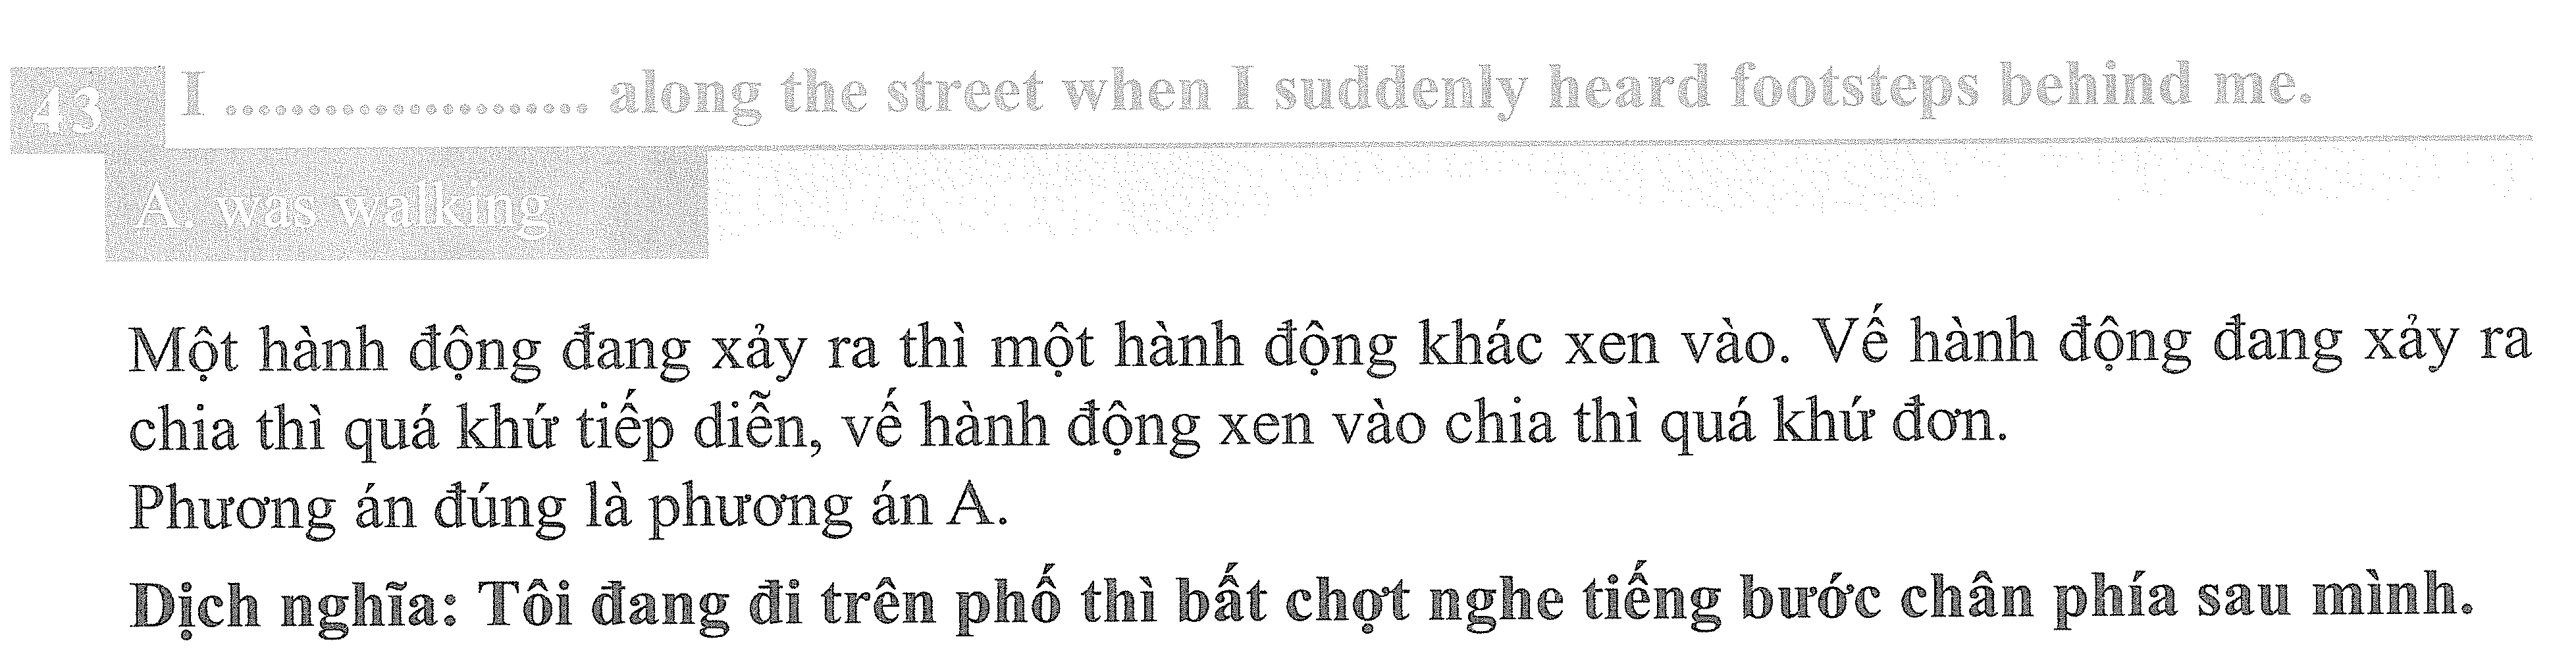 43 I ...................... along the street when I suddenly heard footsteps behind me.
A. was walking
Một hành động đang xảy ra thì một hành động khác xen vào. Vế hành động đang xảy ra
chia thì quá khứ tiếp diễn, vế hành động xen vào chia thì quá khứ đơn.
Phương án đúng là phương án A.
Dịch nghĩa: Tôi đang đi trên phố thì bất chợt nghe tiếng bước chân phía sau mình.